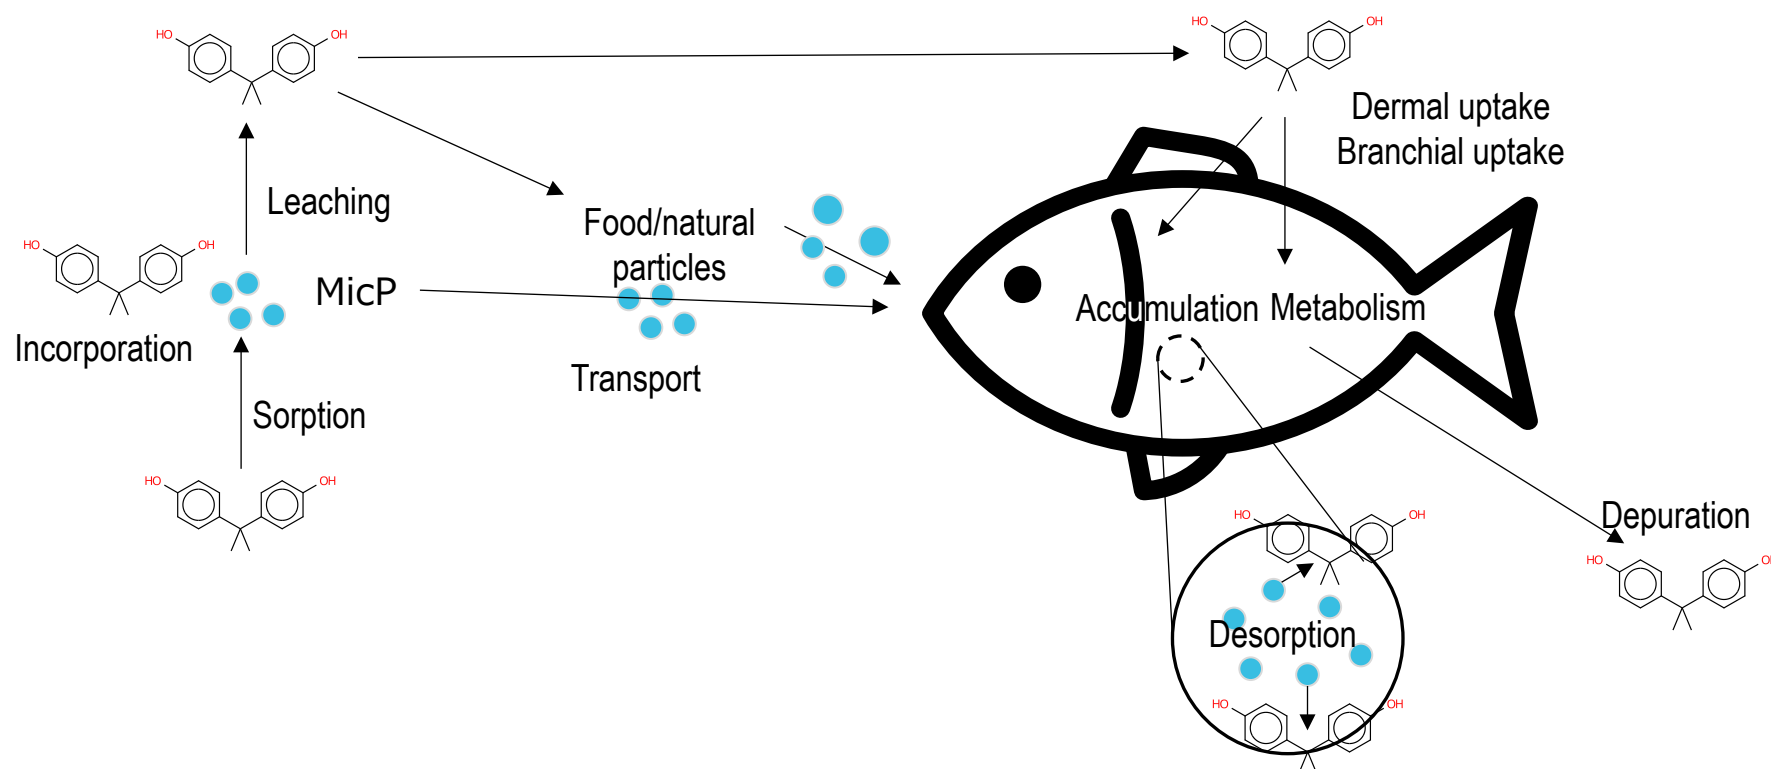 HO
OH
HO
OH
Dermal uptake
Branchial uptake
Leaching
Food/natural
particles
HO
OH
MicP
Incorporation
Accumulation
Metabolism
Transport
Sorption
HO
OH
HO
OH
Depuration
HO
OH
Desorption
HO
OH